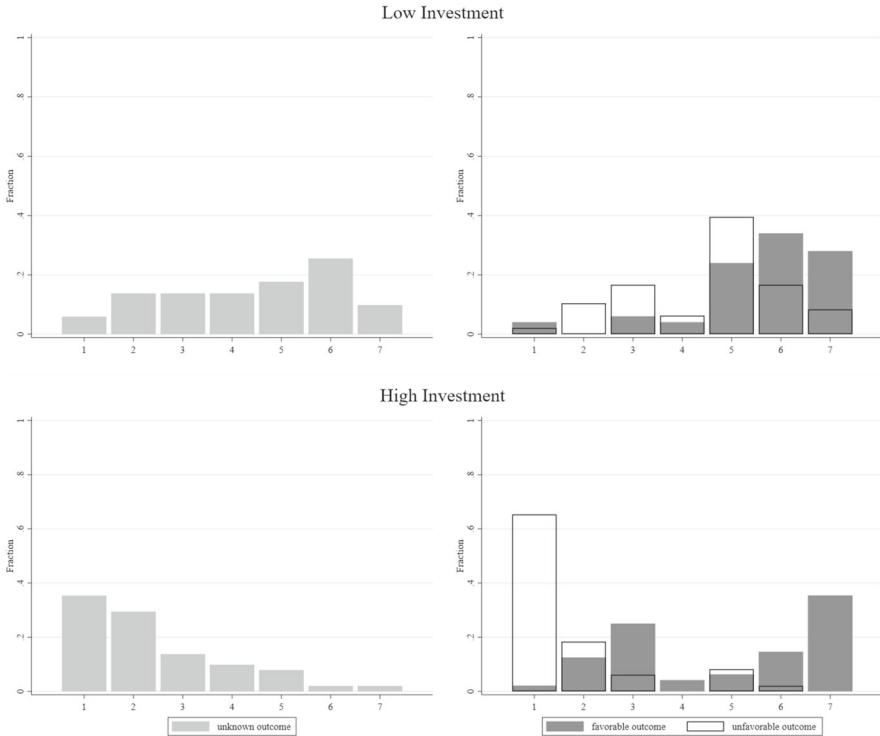 Low Investment
Fraction
0
.2
.4
.6
.8
1
1 2 3 4 5 6 7
Fraction
0
.2
.4
.6
.8
1
1 2 3 4 5 6 7
High Investment
Fraction
0
.2
.4
.6
.8
1
1 2 3 4 5 6 7
unknown outcome
Fraction
0
.2
.4
.6
.8
1
1 2 3 4 5 6 7
favorable outcome unfavorable outcome